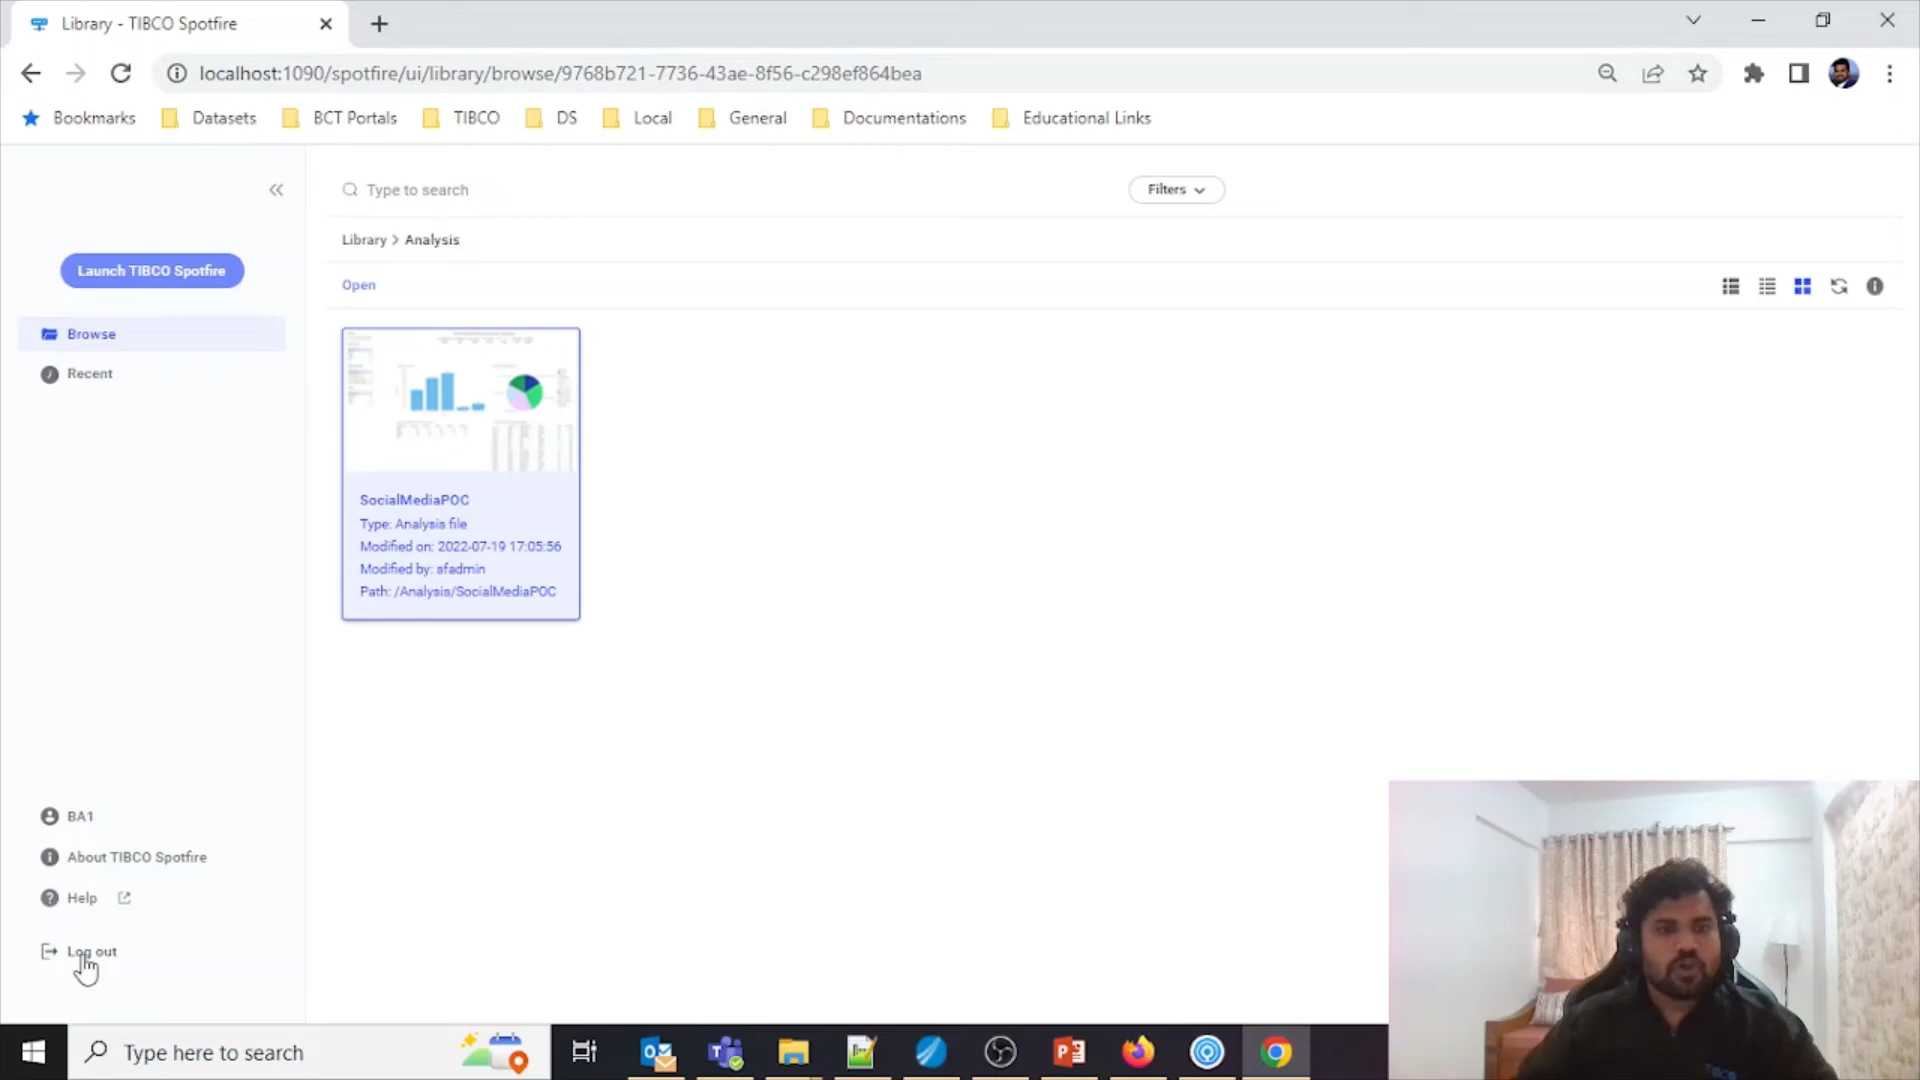 Library - TIBCO Spotfire
localhost:1090/spotfire/ui/library/browse/9768b721-7736-43ae-8f56-c298ef864bea
Bookmarks Datasets BCT Portals TIBCO DS Local General Documentations Educational Links
Type to search
Filters
Library > Analysis
Launch TIBCO Spotfire
Open
Browse
Recent
SocialMediaPOC
Type: Analysis file
Modified on: 2022-07-19 17:05:56
Modified by: sfadmin
Path: /Analysis/SocialMediaPOC
BA1
About TIBCO Spotfire
Help
Log out
Type here to search